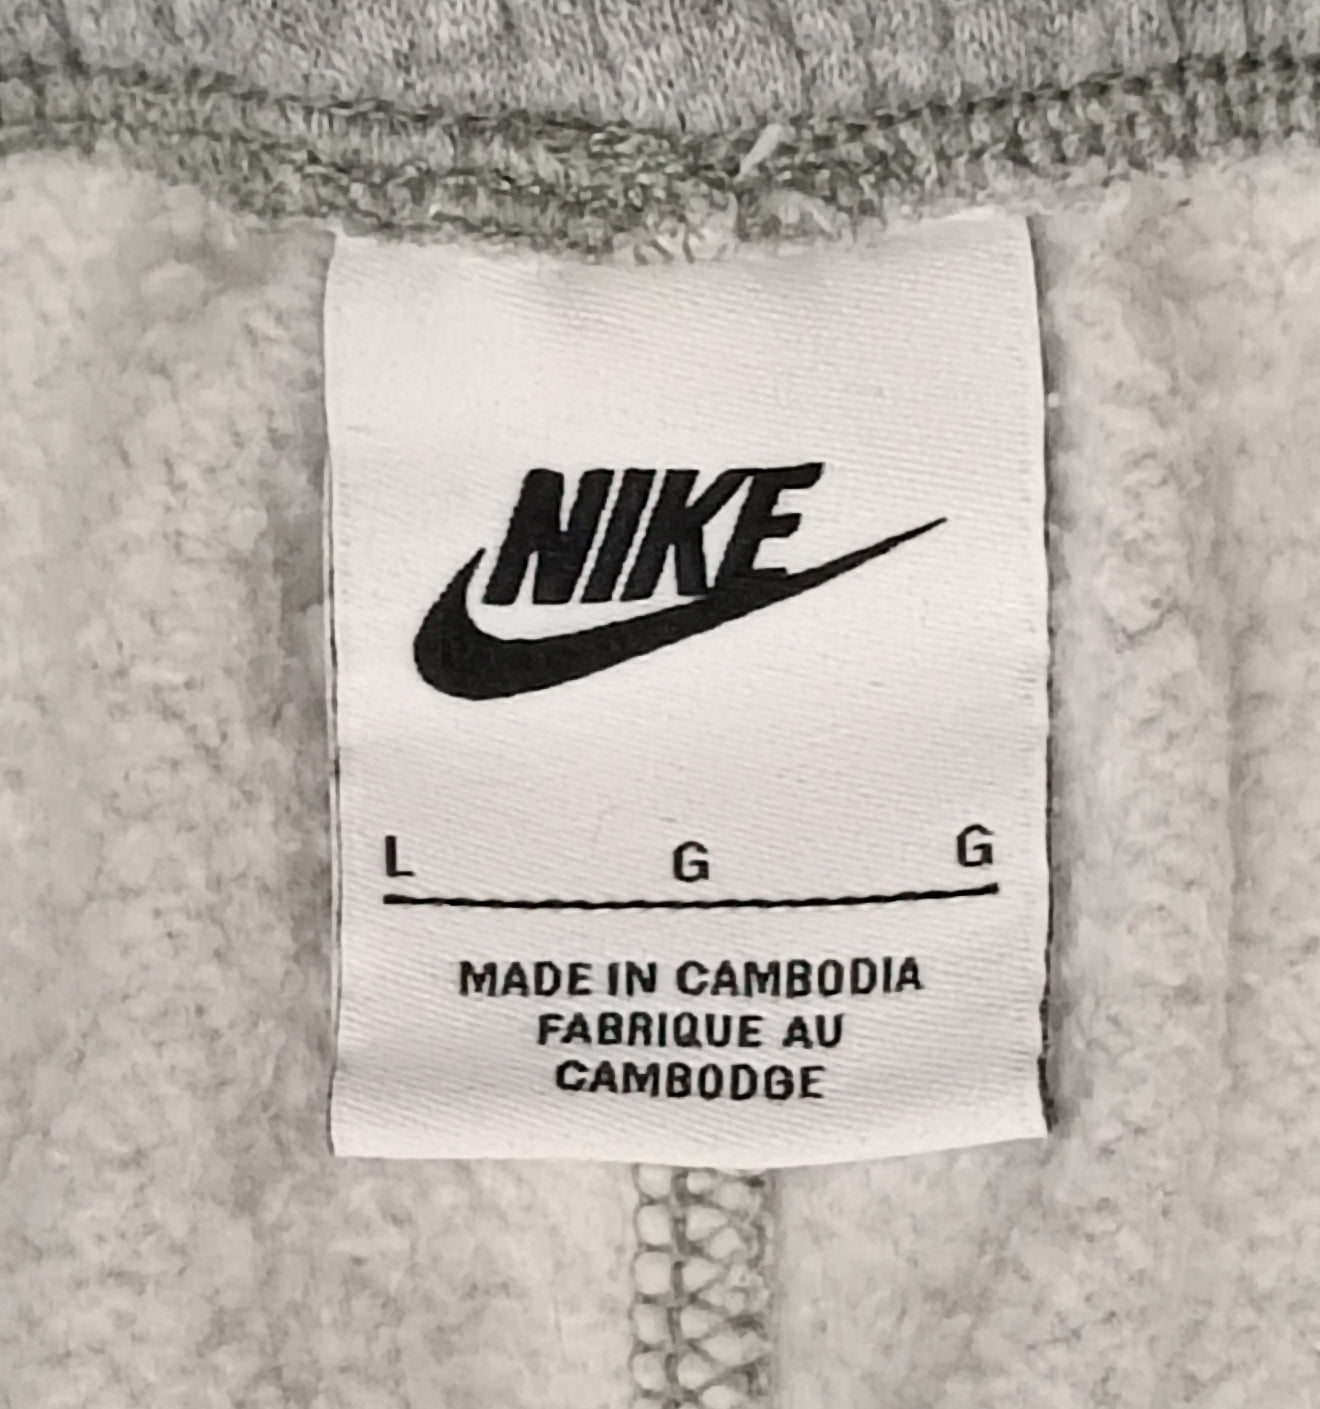 NIKE
L G G
MADE IN CAMBODIA
FABRIQUE AU
CAMBODGE